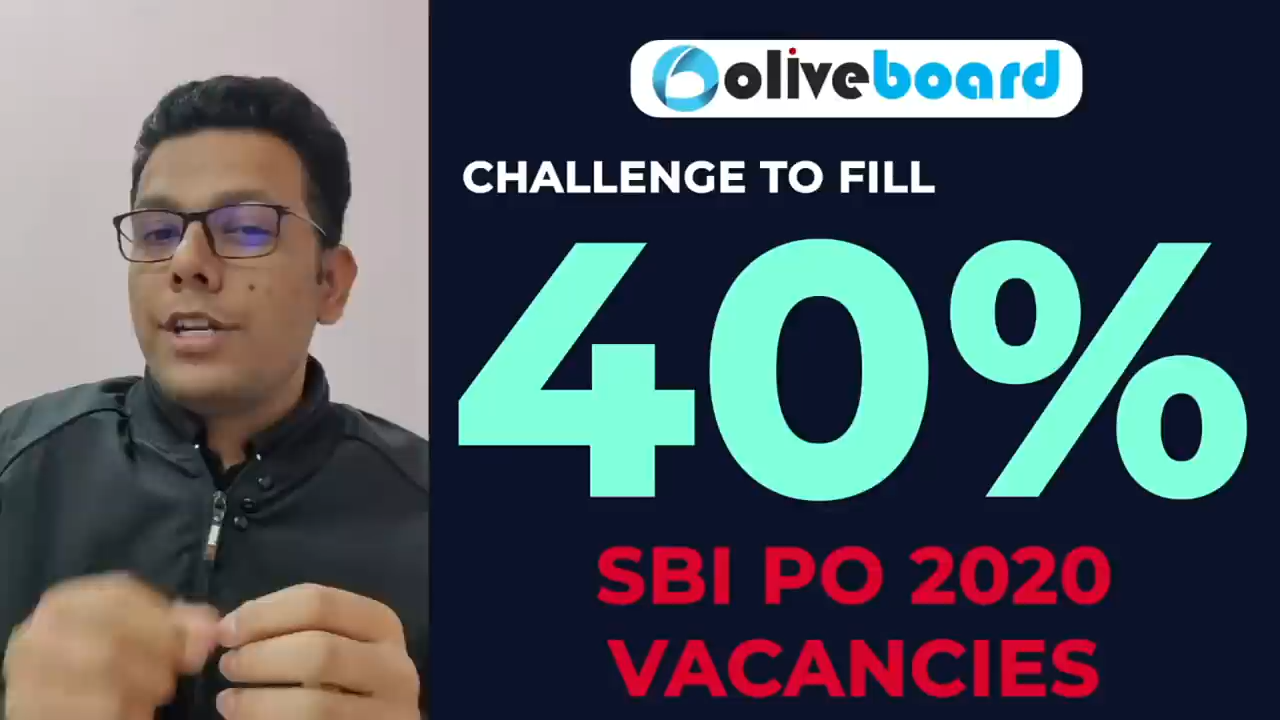 oliveboard
CHALLENGE TO FILL
40%
SBI PO 2020
VACANCIES